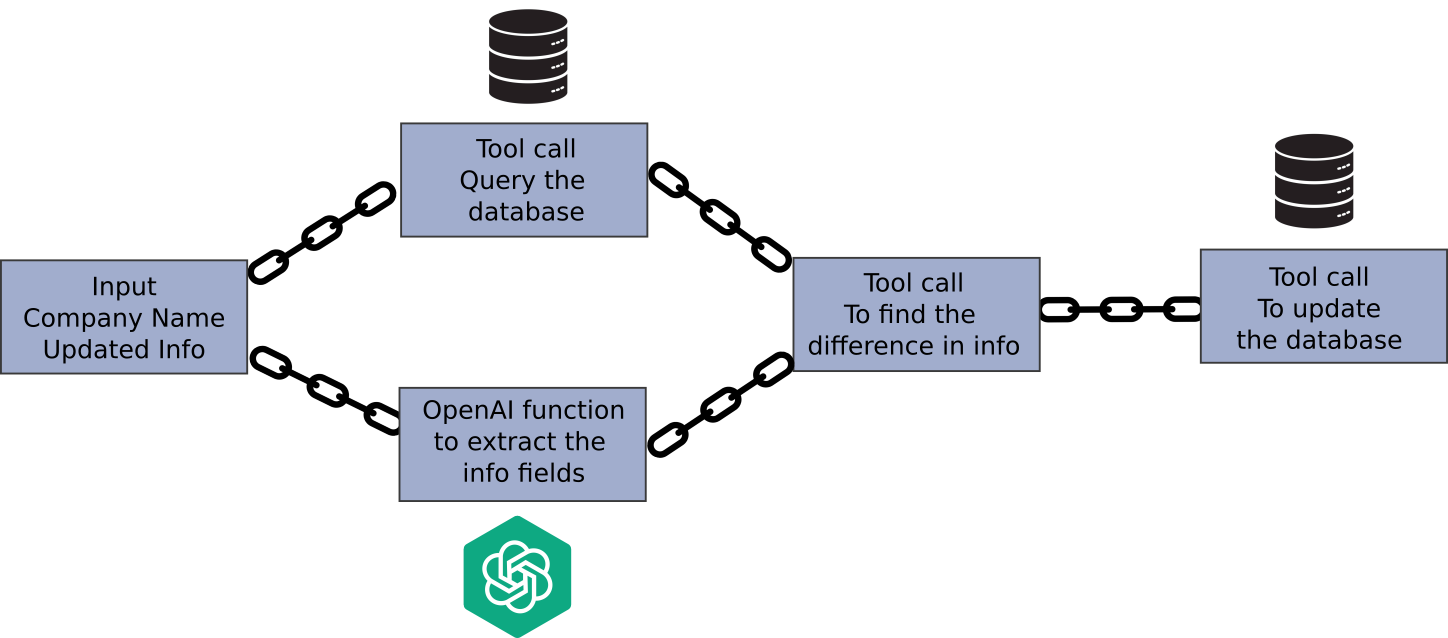 Input
Company Name
Updated Info
Tool call
Query the
database
OpenAI function
to extract the
info fields
Tool call
To find the
difference in info
Tool call
To update
the database